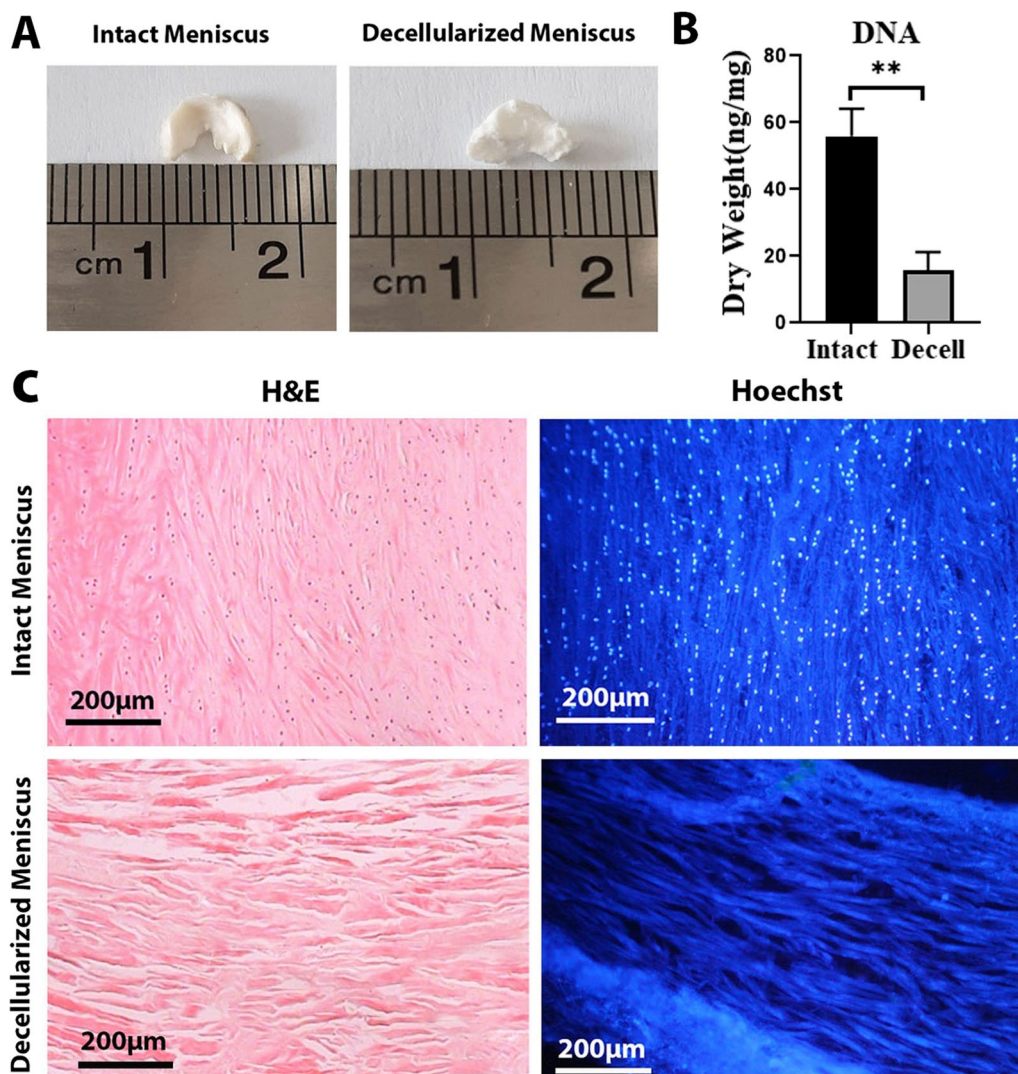 A
Intact Meniscus
Decellularized Meniscus
cm 1 2
cm 1 2
B
DNA
**
Dry Weight(ng/mg)
80
60
40
20
0
Intact Decell
C
H&E
Hoechst
Intact Meniscus
200μm
200μm
Decellularized Meniscus
200μm
200μm